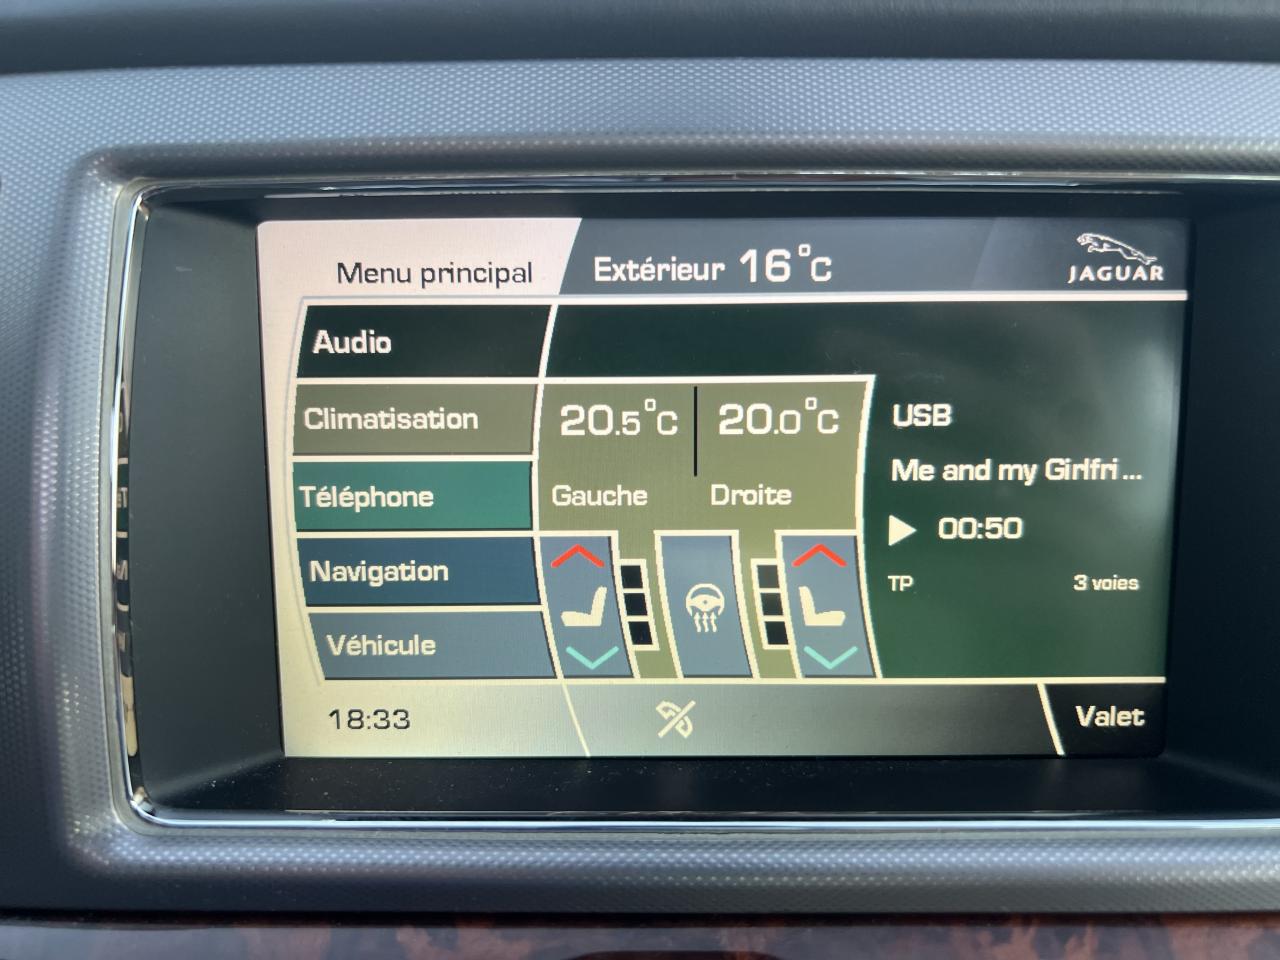 Menu principal
Extérieur 16°C
JAGUAR
Audio
Climatisation
20.5°C
20.0°C
USB
Me and my Girlfri...
Téléphone
Gauche
Droite
00:50
Navigation
TP
3 voies
Véhicule
18:33
Valet